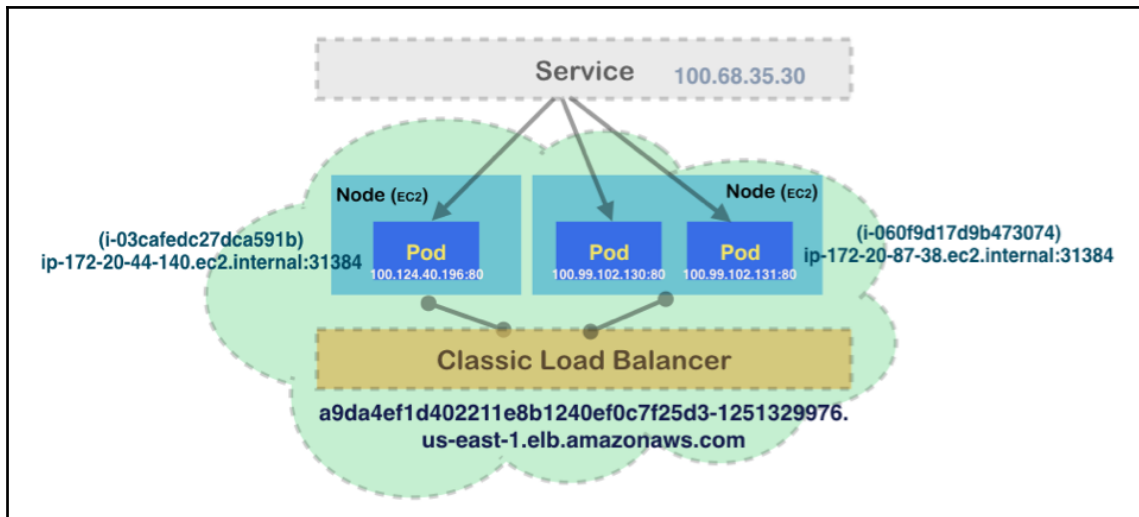 Service 100.68.35.30
Node (EC2)
Node (EC2)
(i-03cafedc27dca591b)
ip-172-20-44-140.ec2.internal:31384
Pod
100.124.40.196:80
Pod
100.99.102.130:80
Pod
100.99.102.131:80
(i-060f9d17d9b473074)
ip-172-20-87-38.ec2.internal:31384
Classic Load Balancer
a9da4ef1d402211e8b1240ef0c7f25d3-1251329976.
us-east-1.elb.amazonaws.com